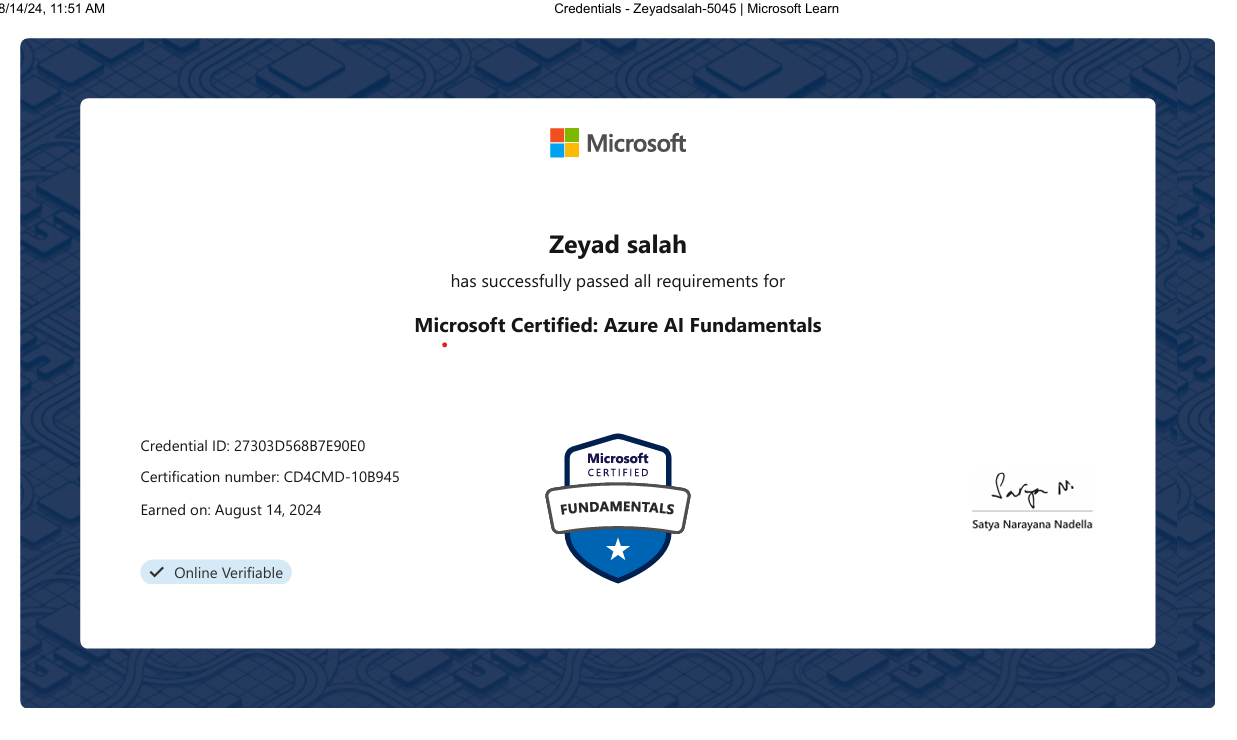 8/14/24, 11:51 AM
Credentials - Zeyadsalah-5045 | Microsoft Learn
Microsoft
Zeyad salah
has successfully passed all requirements for
Microsoft Certified: Azure AI Fundamentals
Credential ID: 27303D568B7E90E0
Certification number: CD4CMD-10B945
Earned on: August 14, 2024
Online Verifiable
Microsoft
CERTIFIED
FUNDAMENTALS
Satya N.
Satya Narayana Nadella